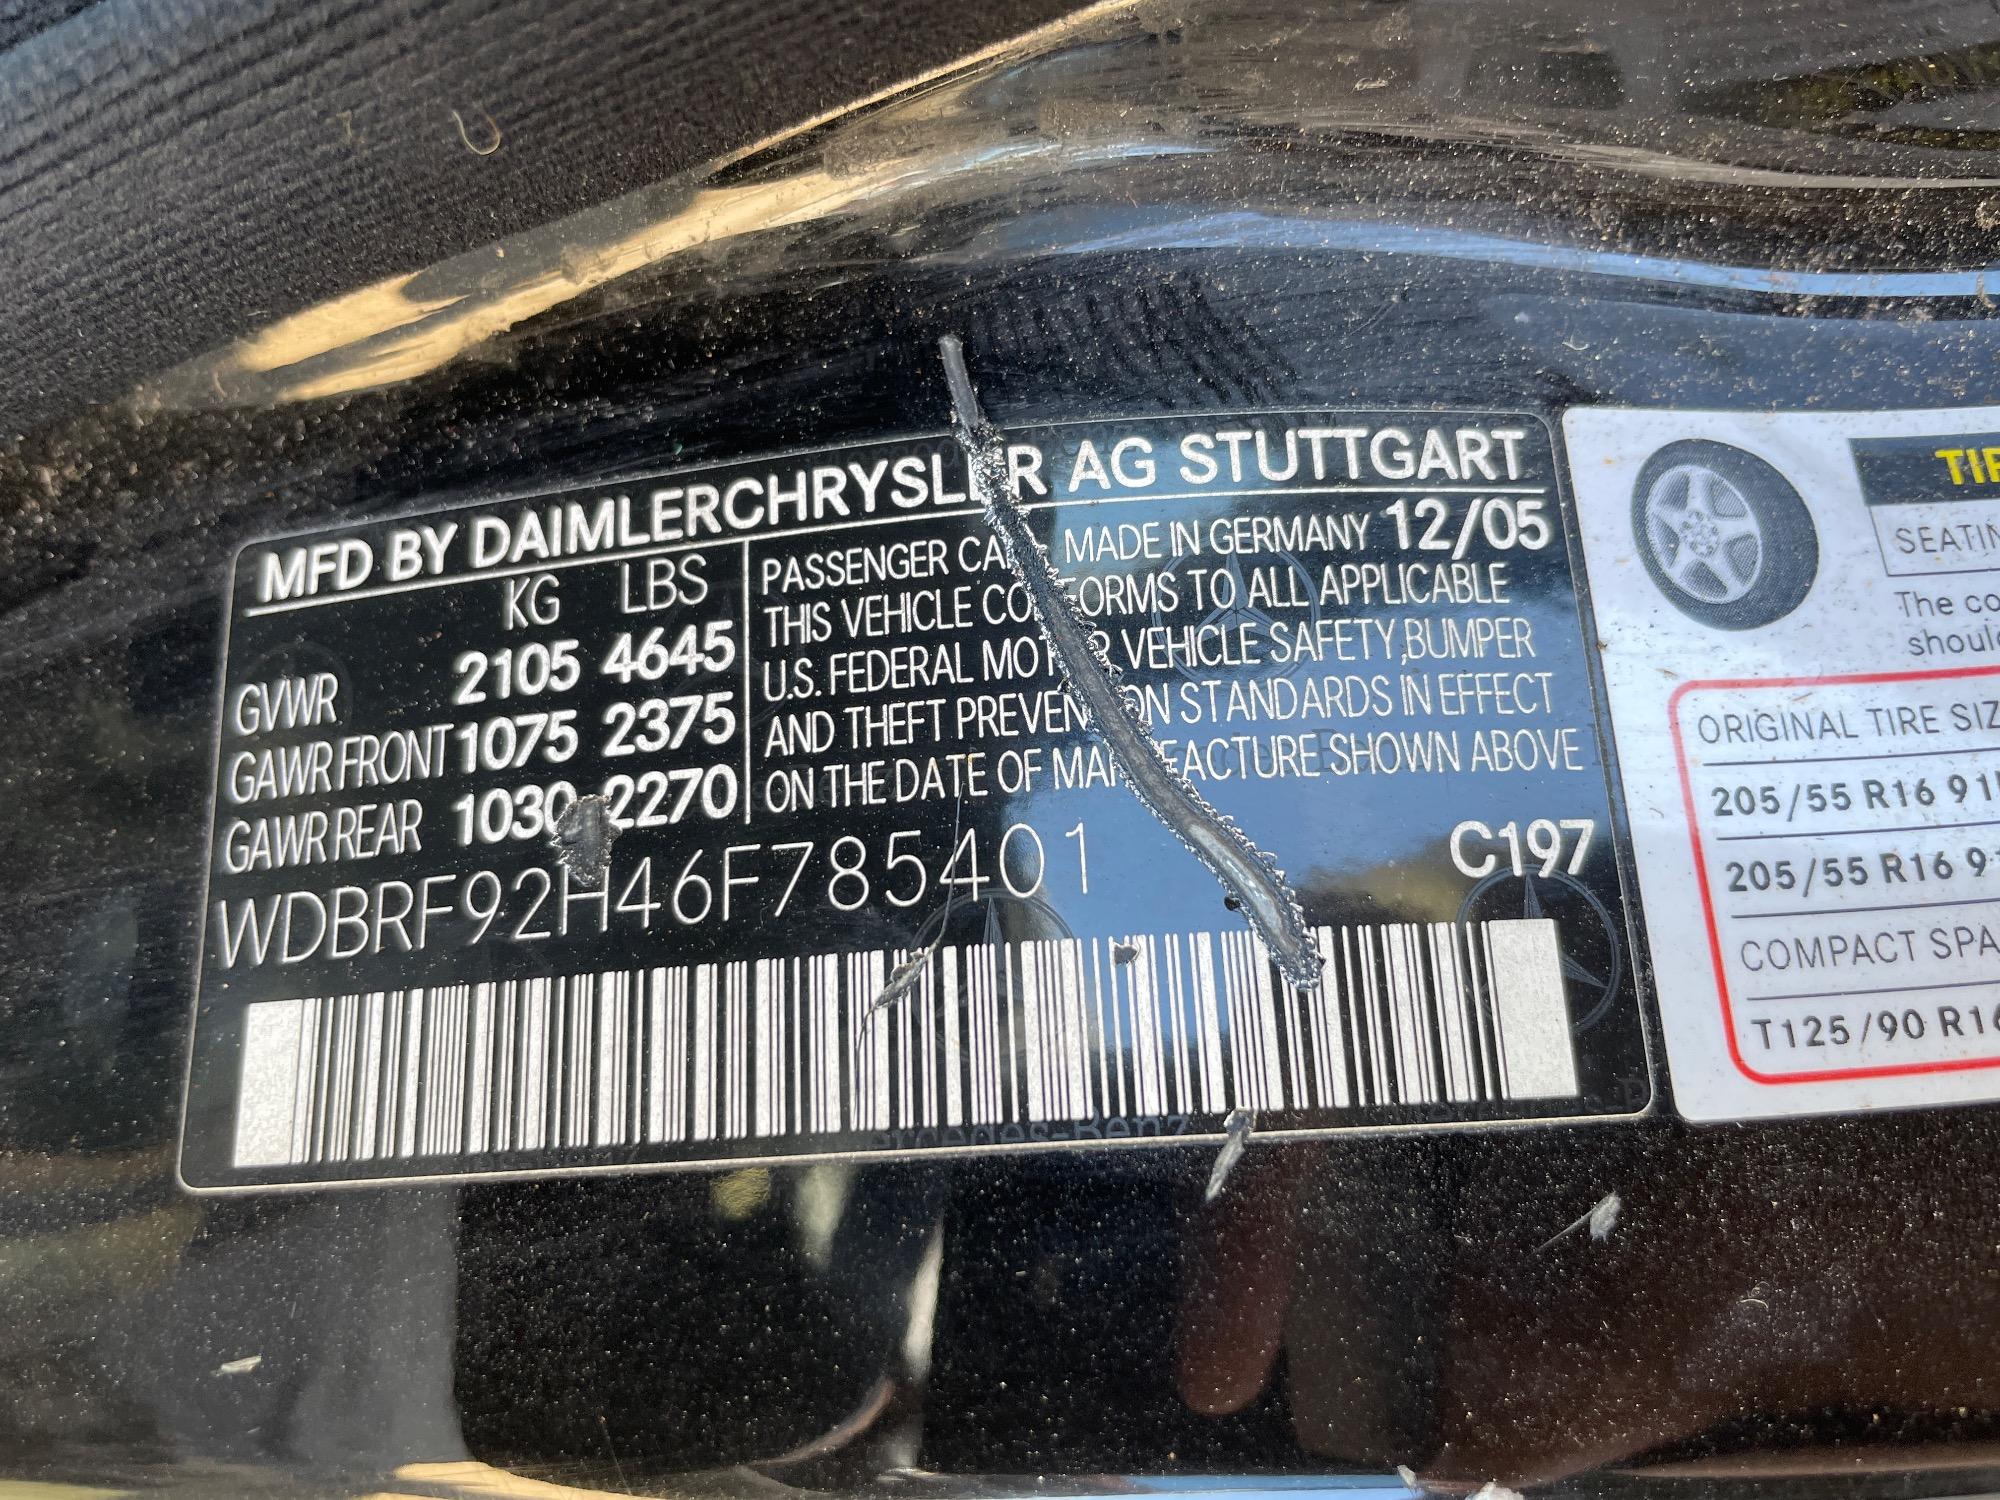 MFD BY DAIMLERCHRYSLER AG STUTTGART
KG LBS
GVWR 2105 4645
GAWR FRONT 1075 2375
GAWR REAR 1030 2270
PASSENGER CAR MADE IN GERMANY 12/05
THIS VEHICLE CONFORMS TO ALL APPLICABLE
U.S. FEDERAL MOTOR VEHICLE SAFETY,BUMPER
AND THEFT PREVENTION STANDARDS IN EFFECT
ON THE DATE OF MANUFACTURE SHOWN ABOVE
WDBRF92H46F785401
C197
Mercedes-Benz
TIR
SEATIN
The co
shoul
ORIGINAL TIRE SIZ
205/55 R16 91
205/55 R16 9
COMPACT SPA
T125/90 R16